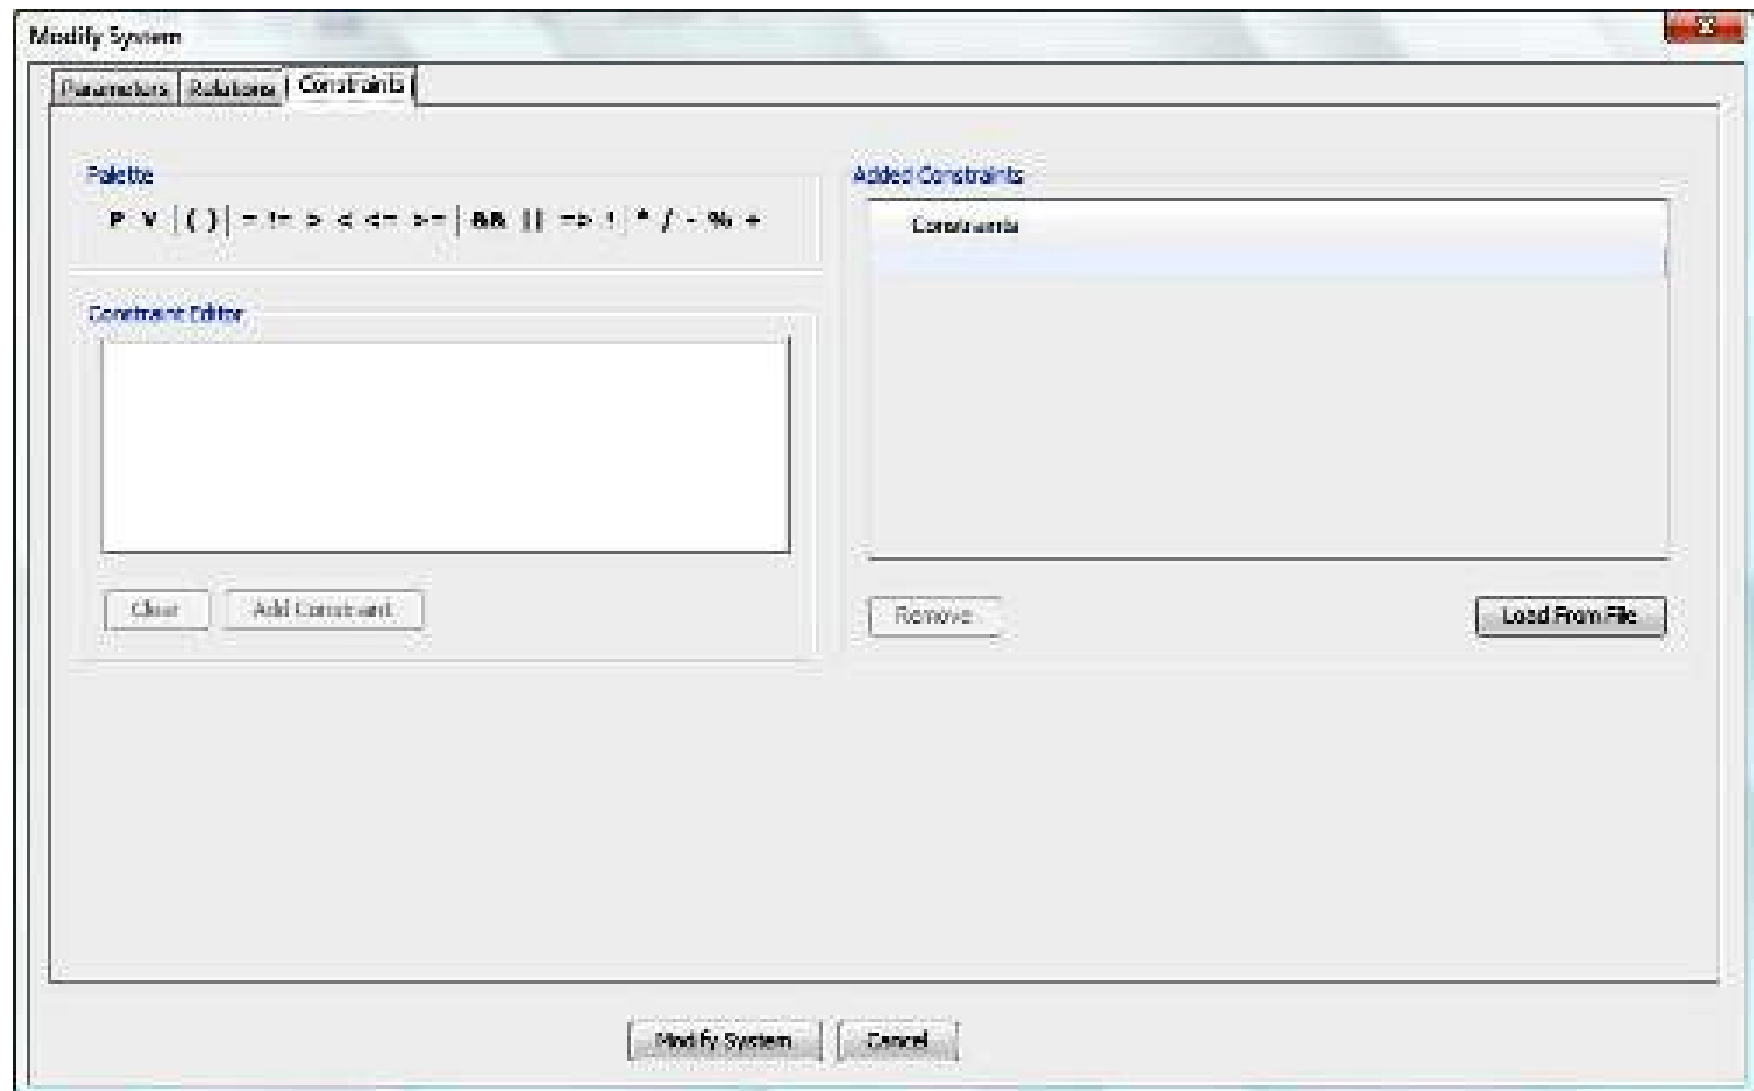 Modify System
Parameters Relations Constraints
Palette
P V ( ) = != > < <= >= && || => ! * / - % +
Constraint Editor
Clear Add Constraint
Added Constraints
Constraints
Remove Load From File
Modify System Cancel